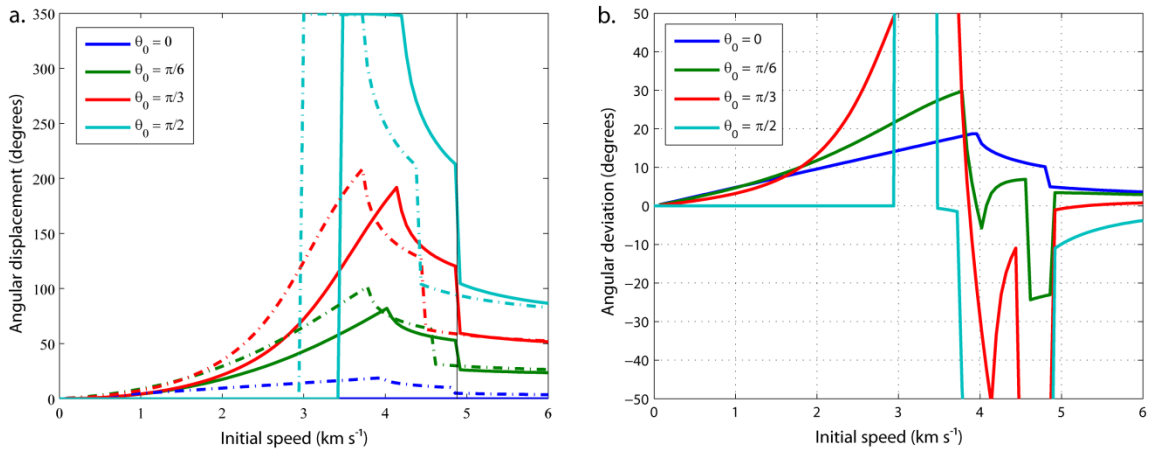 a.
350
300
250
200
150
100
50
0
Angular displacement (degrees)
θ₀ = 0
θ₀ = π/6
θ₀ = π/3
θ₀ = π/2
0 1 2 3 4 5 6
Initial speed (km s⁻¹)
b.
50
40
30
20
10
0
-10
-20
-30
-40
-50
Angular deviation (degrees)
θ₀ = 0
θ₀ = π/6
θ₀ = π/3
θ₀ = π/2
0 1 2 3 4 5 6
Initial speed (km s⁻¹)